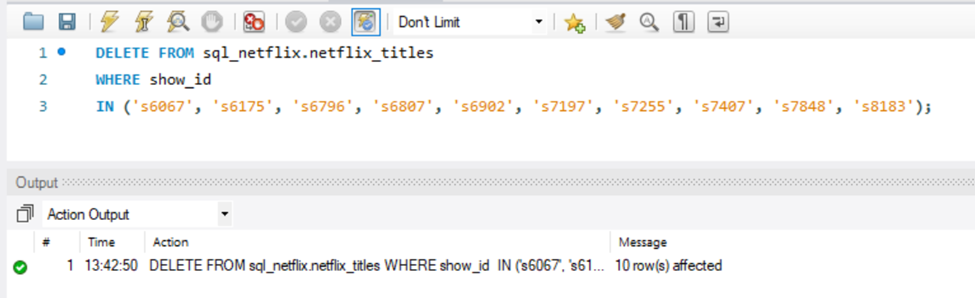 Don't Limit
1 DELETE FROM sql_netflix.netflix_titles
2 WHERE show_id
3 IN ('s6067', 's6175', 's6796', 's6807', 's6902', 's7197', 's7255', 's7407', 's7848', 's8183');
Output
Action Output
# Time Action Message
1 13:42:50 DELETE FROM sql_netflix.netflix_titles WHERE show_id IN ('s6067', 's61... 10 row(s) affected